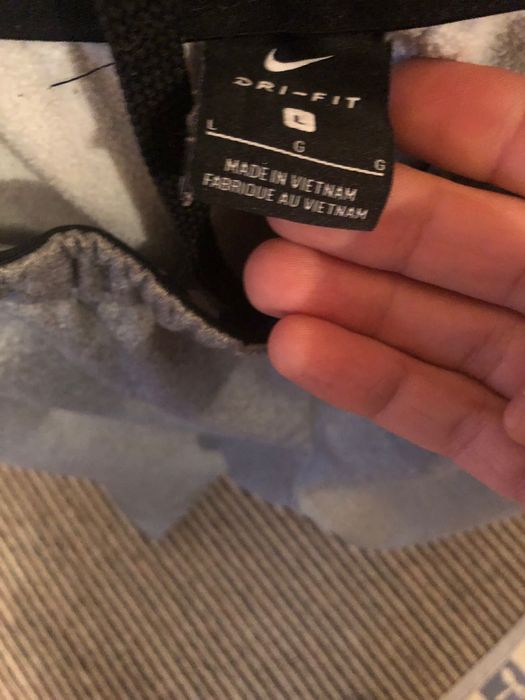 DRI-FIT
L
L G G
MADE IN VIETNAM
FABRIQUE AU VIETNAM